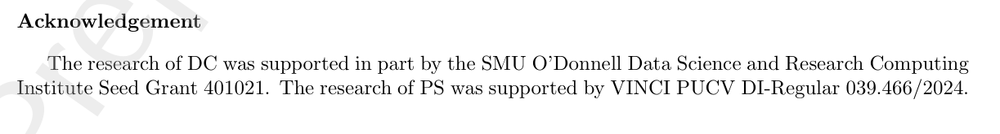 Acknowledgement
The research of DC was supported in part by the SMU O'Donnell Data Science and Research Computing
Institute Seed Grant 401021. The research of PS was supported by VINCI PUCV DI-Regular 039.466/2024.